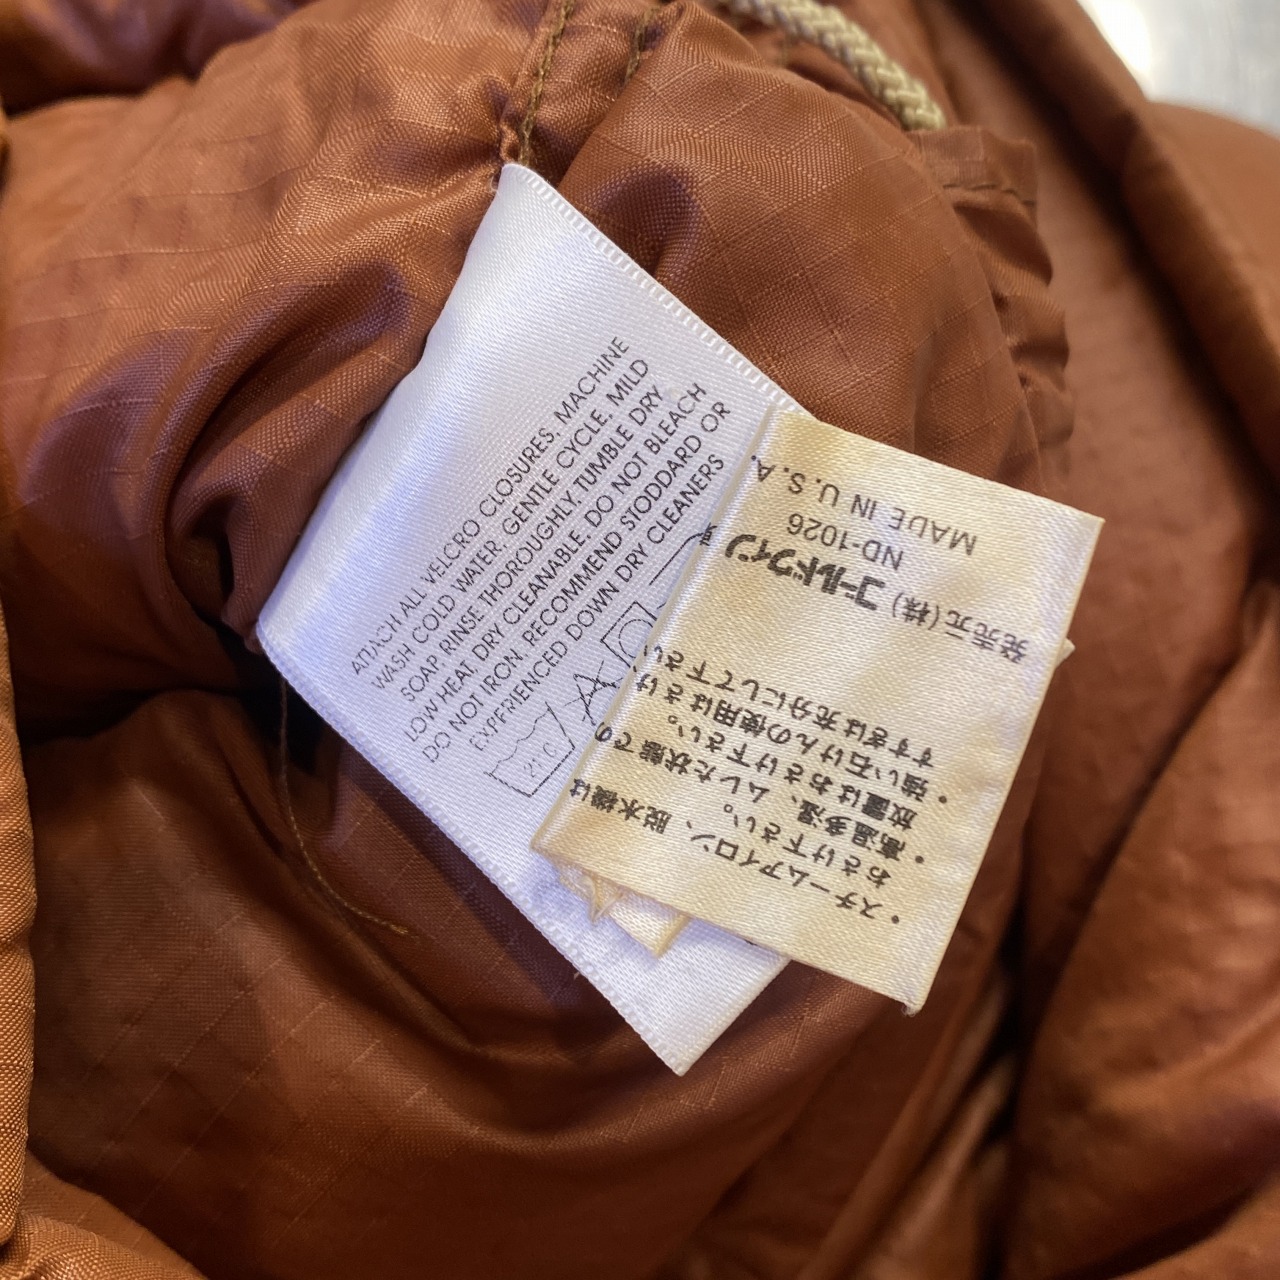 ATTACH ALL VELCRO CLOSURES. MACHINE
WASH COLD WATER, GENTLE CYCLE, MILD
SOAP. RINSE THOROUGHLY. TUMBLE DRY
LOW HEAT. DRY CLEANABLE. DO NOT BLEACH
DO NOT IRON. RECOMMEND STODDARD OR
EXPERIENCED DOWN DRY CLEANERS
21C
・スチームアイロン、脱水機は
おさけ下さい。
・高温多湿、ムレた状態での
放置はおさけ下さい。
・強い石けんの使用はさけ、
すすぎは充分にして下さい
発売元(株)ゴールドウイン
ND-1026
MADE IN U.S.A.